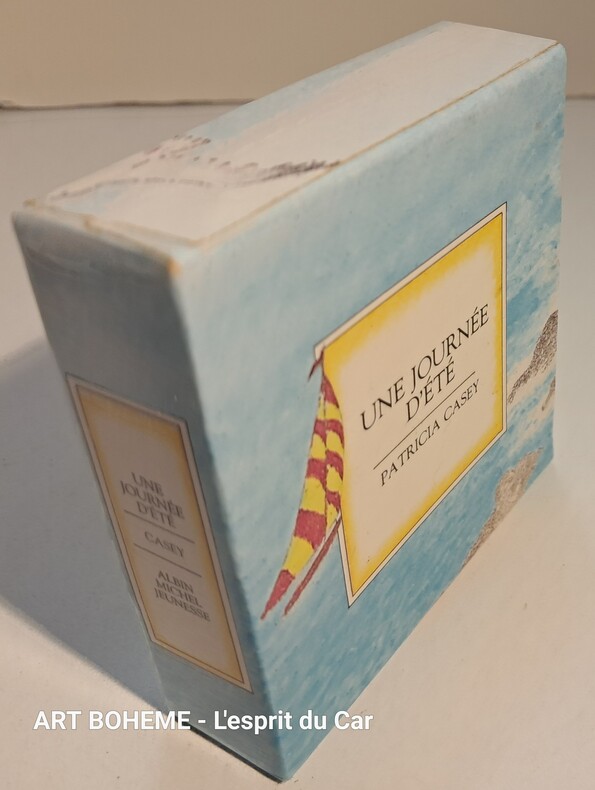 UNE JOURNÉE
D'ÉTÉ
PATRICIA CASEY
UNE
JOURNÉE
D'ÉTÉ
CASEY
ALBIN
MICHEL
JEUNESSE
ART BOHEME - L'esprit du Car